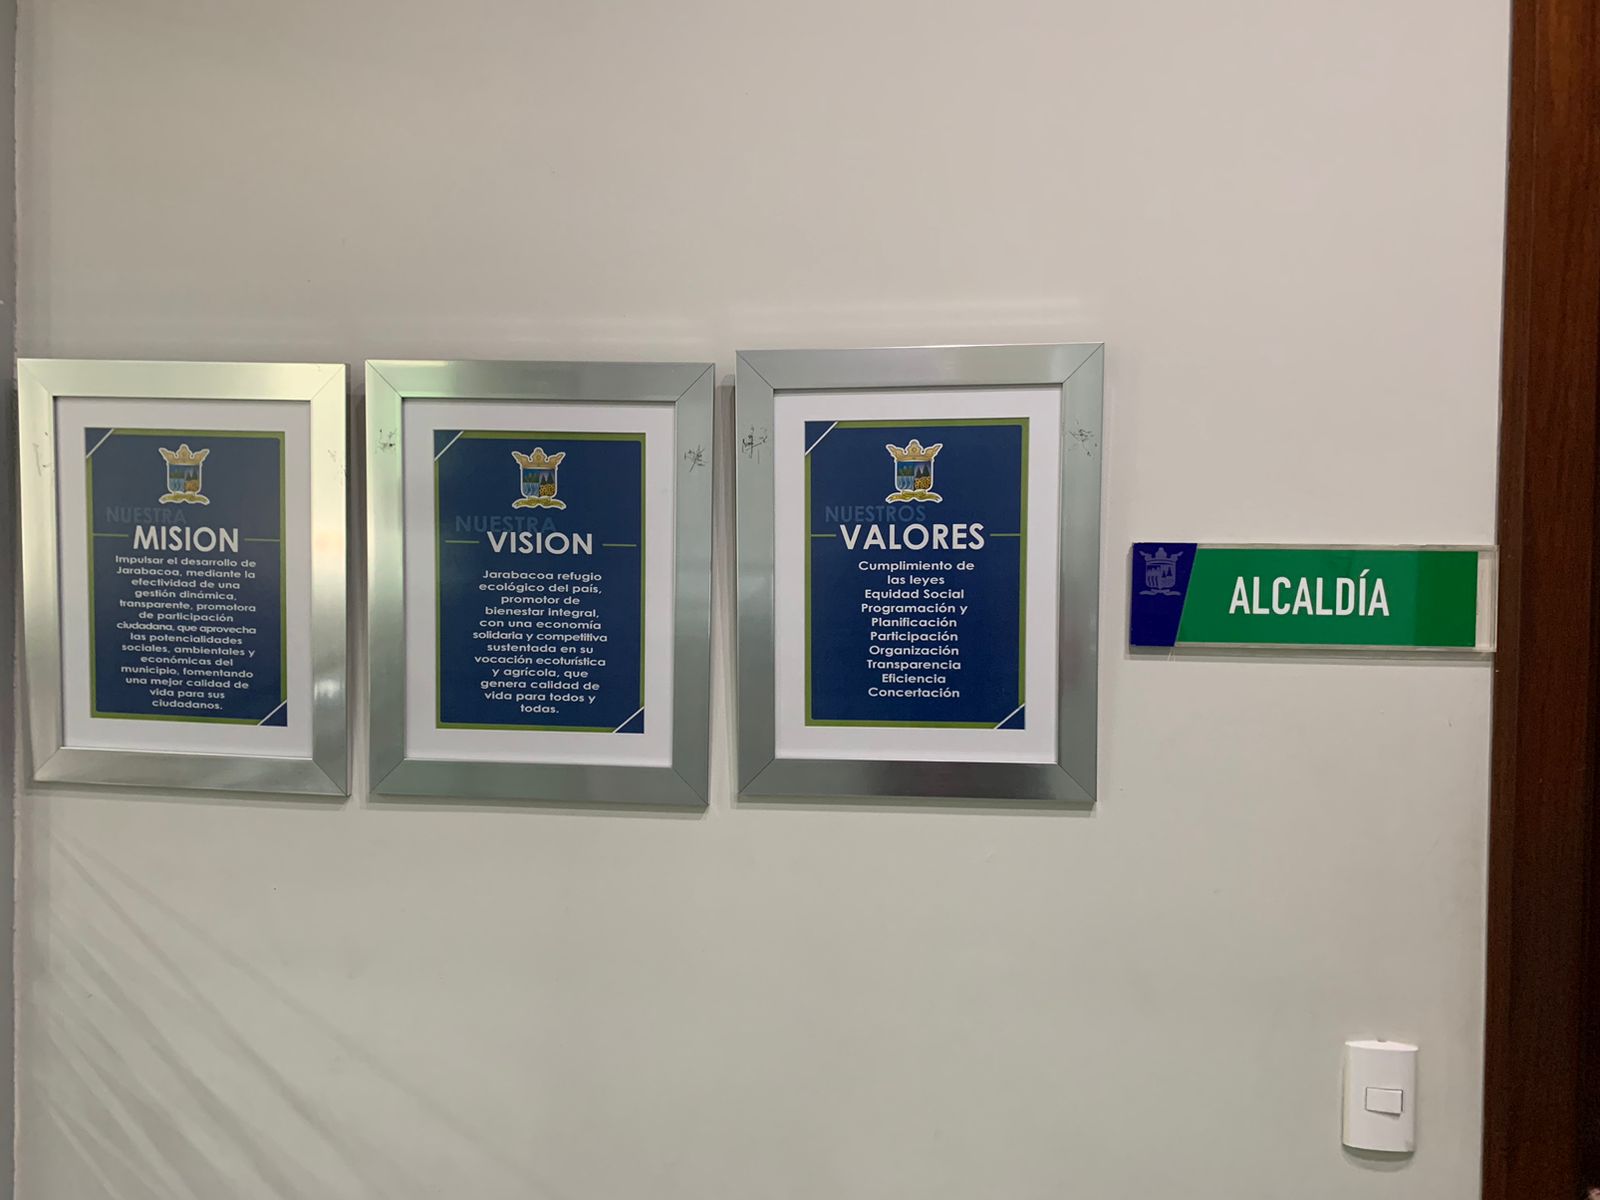 NUESTRA
MISION
Impulsar el desarrollo de
Jarabacoa, mediante la
efectividad de una
gestión dinámica,
transparente, promotora
de participación
ciudadana, que aprovecha
las potencialidades
sociales, ambientales y
económicas del
municipio, fomentando
una mejor calidad de
vida para sus
ciudadanos.
NUESTRA
VISION
Jarabacoa refugio
ecológico del país,
promotor de
bienestar integral,
con una economía
solidaria y competitiva
sustentada en su
vocación ecoturística
y agrícola, que
genera calidad de
vida para todos y
todas.
NUESTROS
VALORES
Cumplimiento de
las leyes
Equidad Social
Programación y
Planificación
Participación
Organización
Transparencia
Eficiencia
Concertación
ALCALDÍA